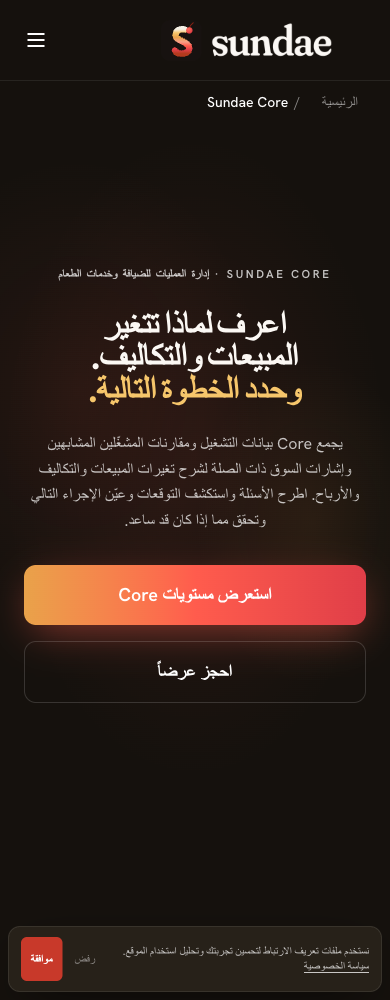 sundae
الرئيسية / Sundae Core
SUNDAE CORE · إدارة العمليات للضيافة وخدمات الطعام
اعرف لماذا تتغير
المبيعات والتكاليف.
وحدد الخطوة التالية.
يجمع Core بيانات التشغيل ومقارنات المشغّلين المشابهين
وإشارات السوق ذات الصلة لشرح تغيرات المبيعات والتكاليف
والأرباح. اطرح الأسئلة واستكشف التوقعات وعيّن الإجراء التالي
وتحقق مما إذا كان قد ساعد.
استعرض مستويات Core
احجز عرضاً
نستخدم ملفات تعريف الارتباط لتحسين تجربتك وتحليل استخدام الموقع.
سياسة الخصوصية
رفض
موافقة